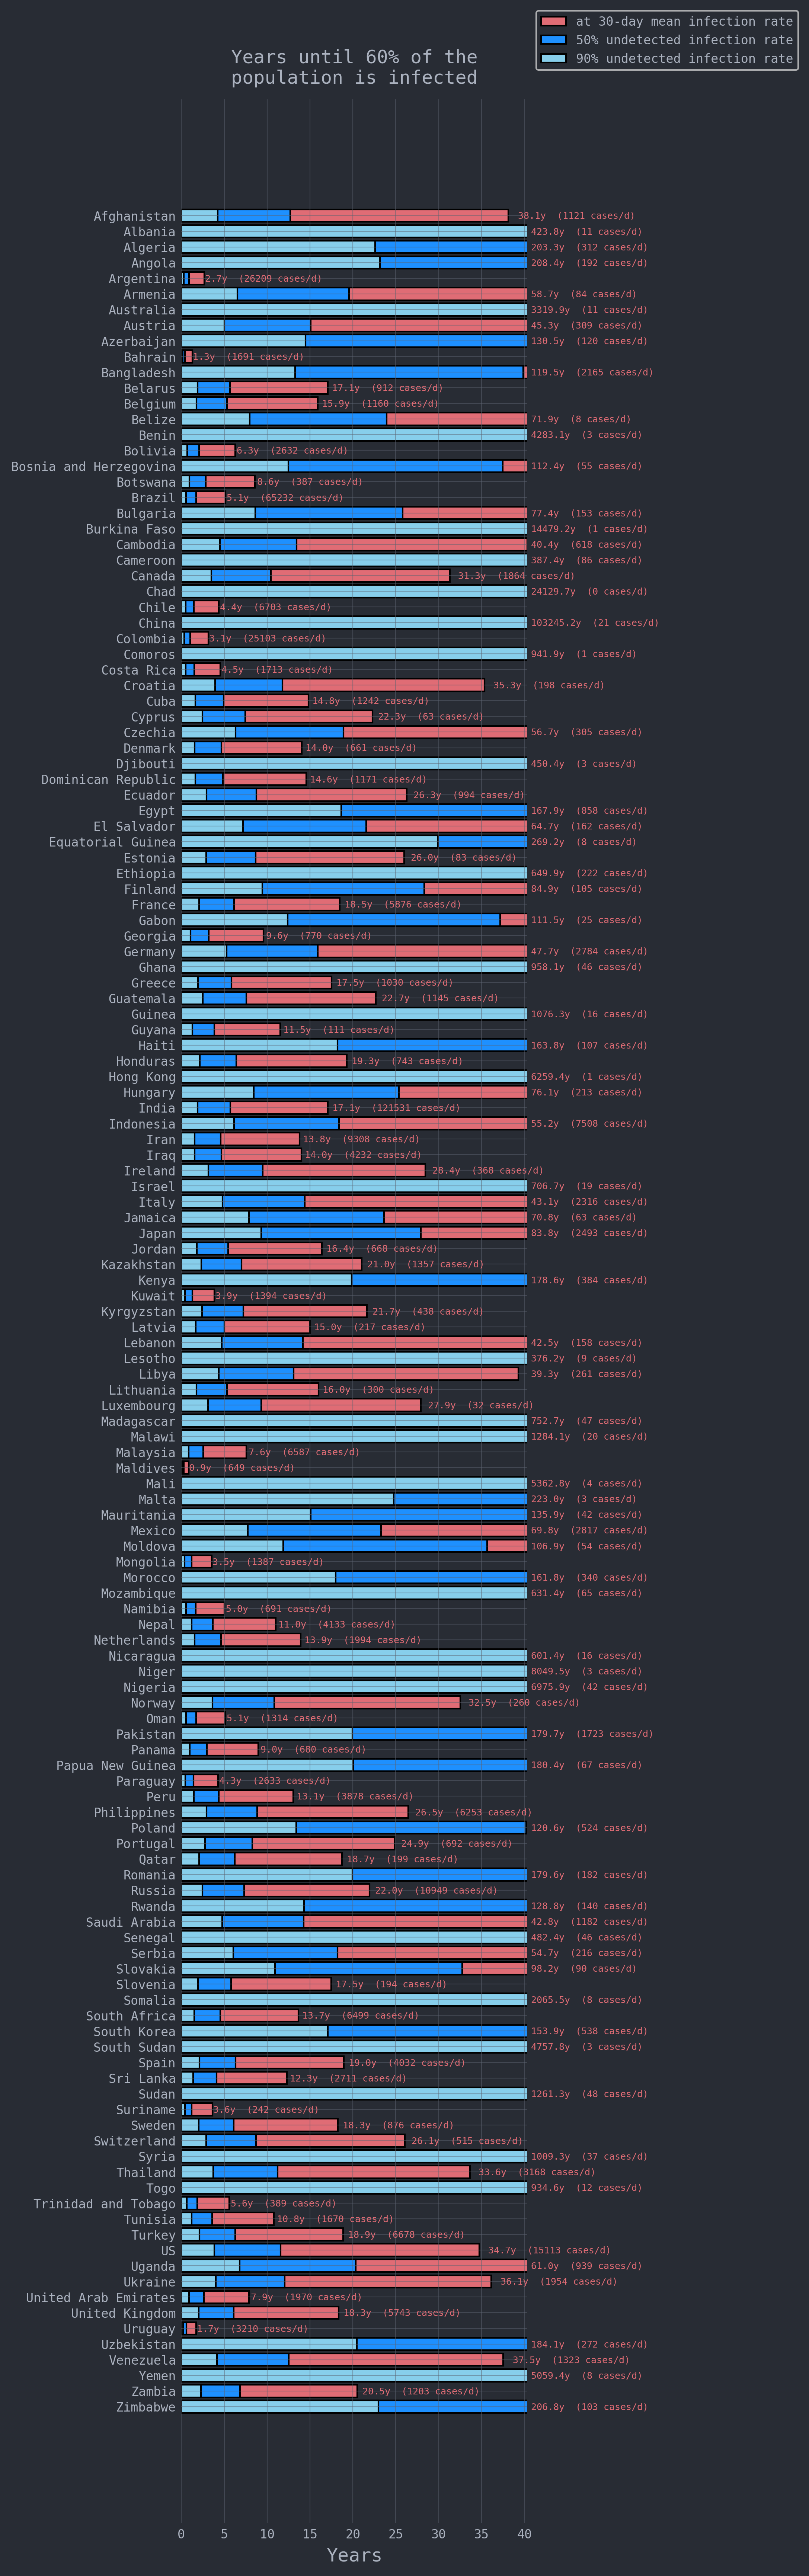 at 30-day mean infection rate
50% undetected infection rate
90% undetected infection rate
Years until 60% of the
population is infected
Afghanistan 38.1y (1121 cases/d)
Albania 423.8y (11 cases/d)
Algeria 203.3y (312 cases/d)
Angola 208.4y (192 cases/d)
Argentina 2.7y (26209 cases/d)
Armenia 58.7y (84 cases/d)
Australia 3319.9y (11 cases/d)
Austria 45.3y (309 cases/d)
Azerbaijan 130.5y (120 cases/d)
Bahrain 1.3y (1691 cases/d)
Bangladesh 119.5y (2165 cases/d)
Belarus 17.1y (912 cases/d)
Belgium 15.9y (1160 cases/d)
Belize 71.9y (8 cases/d)
Benin 4283.1y (3 cases/d)
Bolivia 6.3y (2632 cases/d)
Bosnia and Herzegovina 112.4y (55 cases/d)
Botswana 8.6y (387 cases/d)
Brazil 5.1y (65232 cases/d)
Bulgaria 77.4y (153 cases/d)
Burkina Faso 14479.2y (1 cases/d)
Cambodia 40.4y (618 cases/d)
Cameroon 387.4y (86 cases/d)
Canada 31.3y (1864 cases/d)
Chad 24129.7y (0 cases/d)
Chile 4.4y (6703 cases/d)
China 103245.2y (21 cases/d)
Colombia 3.1y (25103 cases/d)
Comoros 941.9y (1 cases/d)
Costa Rica 4.5y (1713 cases/d)
Croatia 35.3y (198 cases/d)
Cuba 14.8y (1242 cases/d)
Cyprus 22.3y (63 cases/d)
Czechia 56.7y (305 cases/d)
Denmark 14.0y (661 cases/d)
Djibouti 450.4y (3 cases/d)
Dominican Republic 14.6y (1171 cases/d)
Ecuador 26.3y (994 cases/d)
Egypt 167.9y (858 cases/d)
El Salvador 64.7y (162 cases/d)
Equatorial Guinea 269.2y (8 cases/d)
Estonia 26.0y (83 cases/d)
Ethiopia 649.9y (222 cases/d)
Finland 84.9y (105 cases/d)
France 18.5y (5876 cases/d)
Gabon 111.5y (25 cases/d)
Georgia 9.6y (770 cases/d)
Germany 47.7y (2784 cases/d)
Ghana 958.1y (46 cases/d)
Greece 17.5y (1030 cases/d)
Guatemala 22.7y (1145 cases/d)
Guinea 1076.3y (16 cases/d)
Guyana 11.5y (111 cases/d)
Haiti 163.8y (107 cases/d)
Honduras 19.3y (743 cases/d)
Hong Kong 6259.4y (1 cases/d)
Hungary 76.1y (213 cases/d)
India 17.1y (121531 cases/d)
Indonesia 55.2y (7508 cases/d)
Iran 13.8y (9308 cases/d)
Iraq 14.0y (4232 cases/d)
Ireland 28.4y (368 cases/d)
Israel 706.7y (19 cases/d)
Italy 43.1y (2316 cases/d)
Jamaica 70.8y (63 cases/d)
Japan 83.8y (2493 cases/d)
Jordan 16.4y (668 cases/d)
Kazakhstan 21.0y (1357 cases/d)
Kenya 178.6y (384 cases/d)
Kuwait 3.9y (1394 cases/d)
Kyrgyzstan 21.7y (438 cases/d)
Latvia 15.0y (217 cases/d)
Lebanon 42.5y (158 cases/d)
Lesotho 376.2y (9 cases/d)
Libya 39.3y (261 cases/d)
Lithuania 16.0y (300 cases/d)
Luxembourg 27.9y (32 cases/d)
Madagascar 752.7y (47 cases/d)
Malawi 1284.1y (20 cases/d)
Malaysia 7.6y (6587 cases/d)
Maldives 0.9y (649 cases/d)
Mali 5362.8y (4 cases/d)
Malta 223.0y (3 cases/d)
Mauritania 135.9y (42 cases/d)
Mexico 69.8y (2817 cases/d)
Moldova 106.9y (54 cases/d)
Mongolia 3.5y (1387 cases/d)
Morocco 161.8y (340 cases/d)
Mozambique 631.4y (65 cases/d)
Namibia 5.0y (691 cases/d)
Nepal 11.0y (4133 cases/d)
Netherlands 13.9y (1994 cases/d)
Nicaragua 601.4y (16 cases/d)
Niger 8049.5y (3 cases/d)
Nigeria 6975.9y (42 cases/d)
Norway 32.5y (260 cases/d)
Oman 5.1y (1314 cases/d)
Pakistan 179.7y (1723 cases/d)
Panama 9.0y (680 cases/d)
Papua New Guinea 180.4y (67 cases/d)
Paraguay 4.3y (2633 cases/d)
Peru 13.1y (3878 cases/d)
Philippines 26.5y (6253 cases/d)
Poland 120.6y (524 cases/d)
Portugal 24.9y (692 cases/d)
Qatar 18.7y (199 cases/d)
Romania 179.6y (182 cases/d)
Russia 22.0y (10949 cases/d)
Rwanda 128.8y (140 cases/d)
Saudi Arabia 42.8y (1182 cases/d)
Senegal 482.4y (46 cases/d)
Serbia 54.7y (216 cases/d)
Slovakia 98.2y (90 cases/d)
Slovenia 17.5y (194 cases/d)
Somalia 2065.5y (8 cases/d)
South Africa 13.7y (6499 cases/d)
South Korea 153.9y (538 cases/d)
South Sudan 4757.8y (3 cases/d)
Spain 19.0y (4032 cases/d)
Sri Lanka 12.3y (2711 cases/d)
Sudan 1261.3y (48 cases/d)
Suriname 3.6y (242 cases/d)
Sweden 18.3y (876 cases/d)
Switzerland 26.1y (515 cases/d)
Syria 1009.3y (37 cases/d)
Thailand 33.6y (3168 cases/d)
Togo 934.6y (12 cases/d)
Trinidad and Tobago 5.6y (389 cases/d)
Tunisia 10.8y (1670 cases/d)
Turkey 18.9y (6678 cases/d)
US 34.7y (15113 cases/d)
Uganda 61.0y (939 cases/d)
Ukraine 36.1y (1954 cases/d)
United Arab Emirates 7.9y (1970 cases/d)
United Kingdom 18.3y (5743 cases/d)
Uruguay 1.7y (3210 cases/d)
Uzbekistan 184.1y (272 cases/d)
Venezuela 37.5y (1323 cases/d)
Yemen 5059.4y (8 cases/d)
Zambia 20.5y (1203 cases/d)
Zimbabwe 206.8y (103 cases/d)
0 5 10 15 20 25 30 35 40
Years